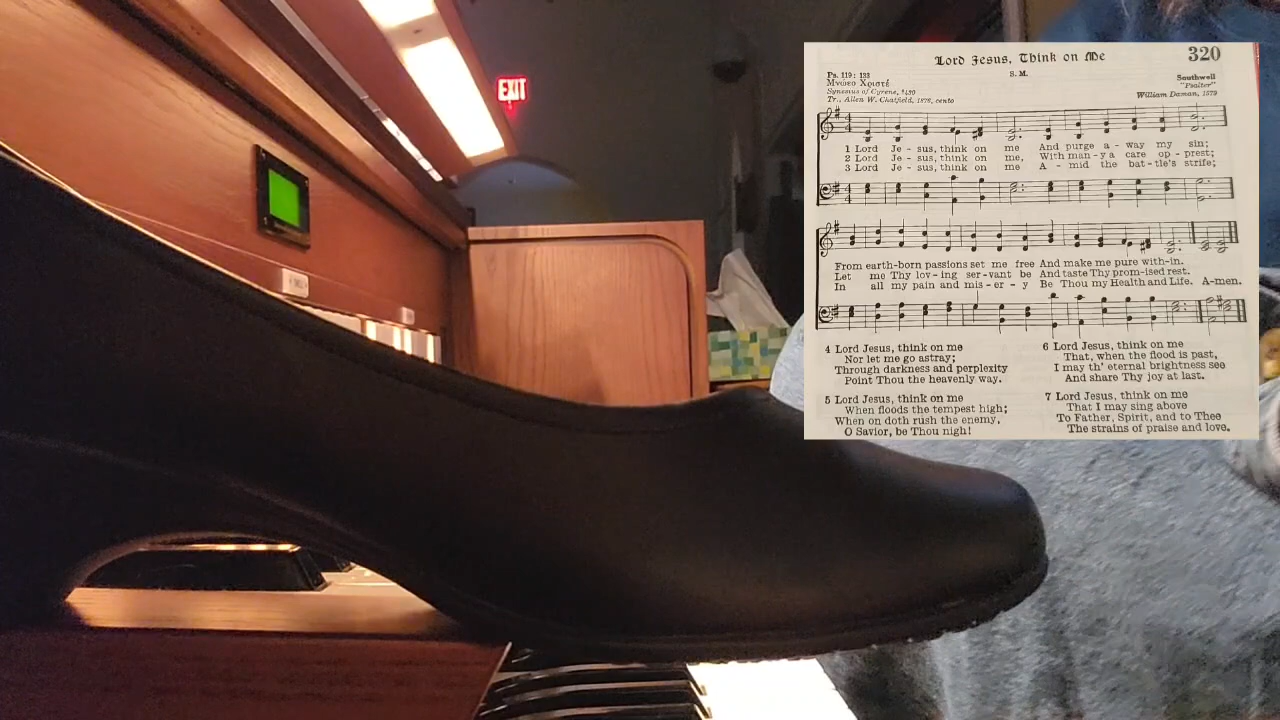 EXIT
Lord Jesus, Think on Me 320
Ps. 119: 133
S. M.
Μνώεο Χριστέ
Synesius of Cyrene, †430
Tr., Allen W. Chatfield, 1876, cento
Southwell
"Psalter"
William Daman, 1579
1 Lord Je - sus, think on me And purge a - way my sin;
2 Lord Je - sus, think on me, With man - y a care op - prest;
3 Lord Je - sus, think on me A - mid the bat - tle's strife;
From earth-born passions set me free And make me pure with-in.
Let me Thy lov - ing ser - vant be And taste Thy prom-ised rest.
In all my pain and mis - er - y Be Thou my Health and Life. A-men.
4 Lord Jesus, think on me
Nor let me go astray;
Through darkness and perplexity
Point Thou the heavenly way.
5 Lord Jesus, think on me
When floods the tempest high;
When on doth rush the enemy,
O Savior, be Thou nigh!
6 Lord Jesus, think on me
That, when the flood is past,
I may th' eternal brightness see
And share Thy joy at last.
7 Lord Jesus, think on me
That I may sing above
To Father, Spirit, and to Thee
The strains of praise and love.